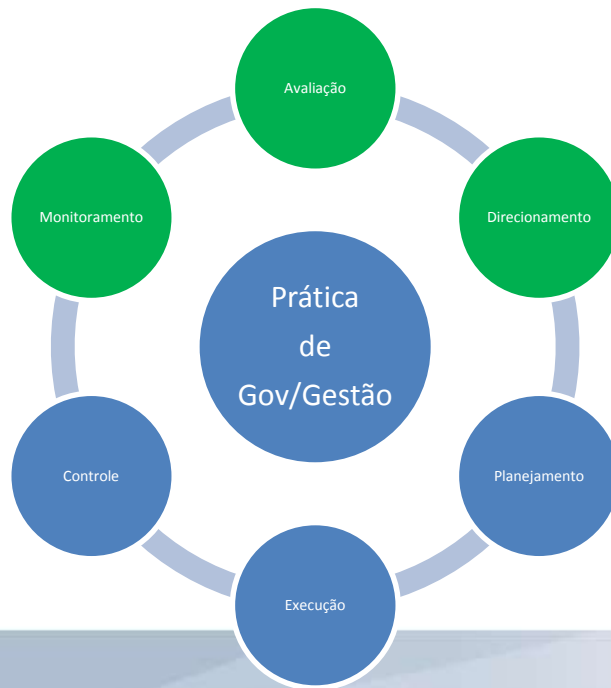 Avaliação
Monitoramento
Direcionamento
Prática
de
Gov/Gestão
Controle
Planejamento
Execução